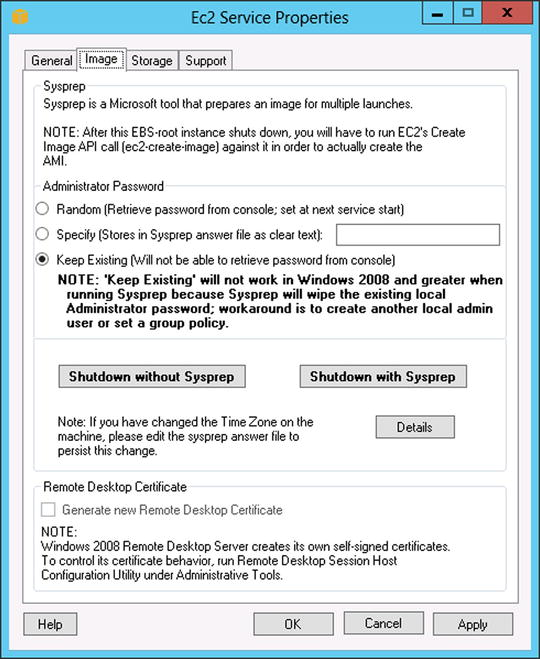 Ec2 Service Properties
General
Image
Storage
Support
Sysprep
Sysprep is a Microsoft tool that prepares an image for multiple launches.
NOTE: After this EBS-root instance shuts down, you will have to run EC2's Create
Image API call (ec2-create-image) against it in order to actually create the
AMI.
Administrator Password
Random (Retrieve password from console; set at next service start)
Specify (Stores in Sysprep answer file as clear text):
Keep Existing (Will not be able to retrieve password from console)
NOTE: 'Keep Existing' will not work in Windows 2008 and greater when
running Sysprep because Sysprep will wipe the existing local
Administrator password; workaround is to create another local admin
user or set a group policy.
Shutdown without Sysprep
Shutdown with Sysprep
Note: If you have changed the Time Zone on the
machine, please edit the sysprep answer file to
persist this change.
Details
Remote Desktop Certificate
Generate new Remote Desktop Certificate
NOTE:
Windows 2008 Remote Desktop Server creates its own self-signed certificates.
To control its certificate behavior, run Remote Desktop Session Host
Configuration Utility under Administrative Tools.
Help
OK
Cancel
Apply